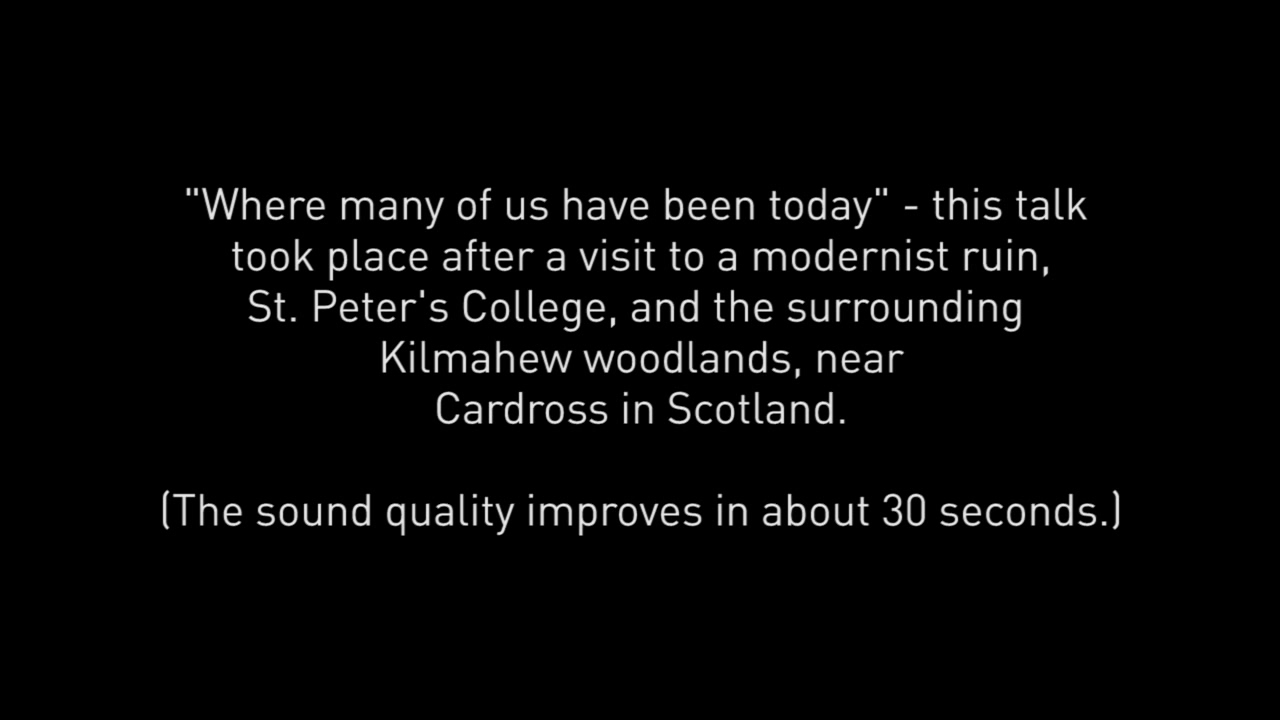 "Where many of us have been today" - this talk
took place after a visit to a modernist ruin,
St. Peter's College, and the surrounding
Kilmahew woodlands, near
Cardross in Scotland.
(The sound quality improves in about 30 seconds.)